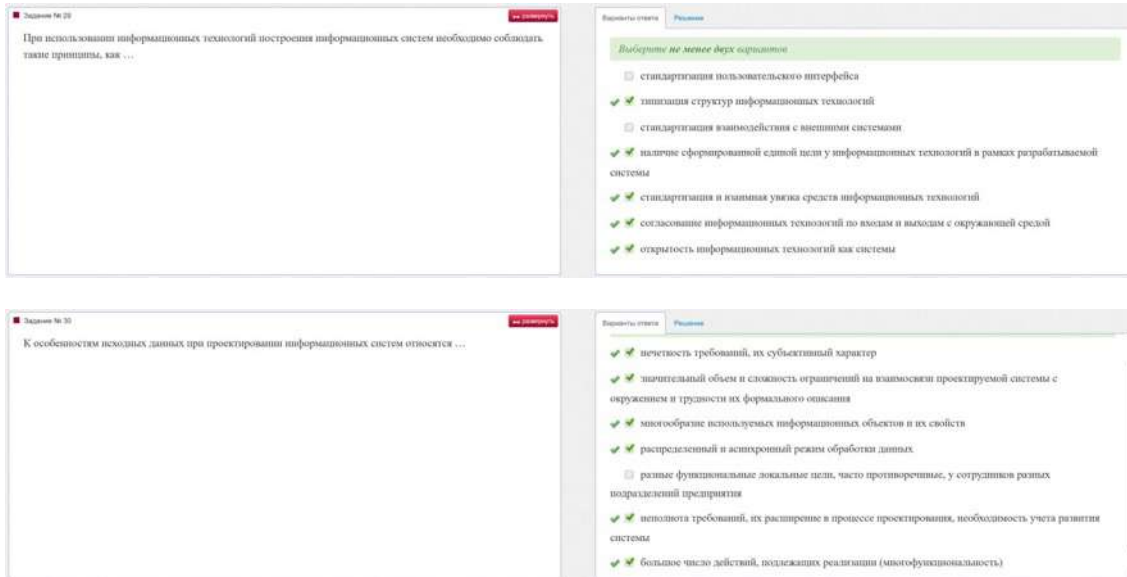 Задание № 28
развернуть
При использовании информационных технологий построения информационных систем необходимо соблюдать
такие принципы, как …
Варианты ответа
Решение
Выберите не менее двух вариантов
стандартизация пользовательского интерфейса
типизация структур информационных технологий
стандартизация взаимодействия с внешними системами
наличие сформированной единой цели у информационных технологий в рамках разрабатываемой
системы
стандартизация и взаимная увязка средств информационных технологий
согласование информационных технологий по входам и выходам с окружающей средой
открытость информационных технологий как системы
Задание № 30
развернуть
К особенностям исходных данных при проектировании информационных систем относятся …
Варианты ответа
Решение
нечеткость требований, их субъективный характер
значительный объем и сложность ограничений на взаимосвязи проектируемой системы с
окружением и трудности их формального описания
многообразие используемых информационных объектов и их свойств
распределенный и асинхронный режим обработки данных
разные функциональные локальные цели, часто противоречивые, у сотрудников разных
подразделений предприятия
неполнота требований, их расширение в процессе проектирования, необходимость учета развития
системы
большое число действий, подлежащих реализации (многофункциональность)